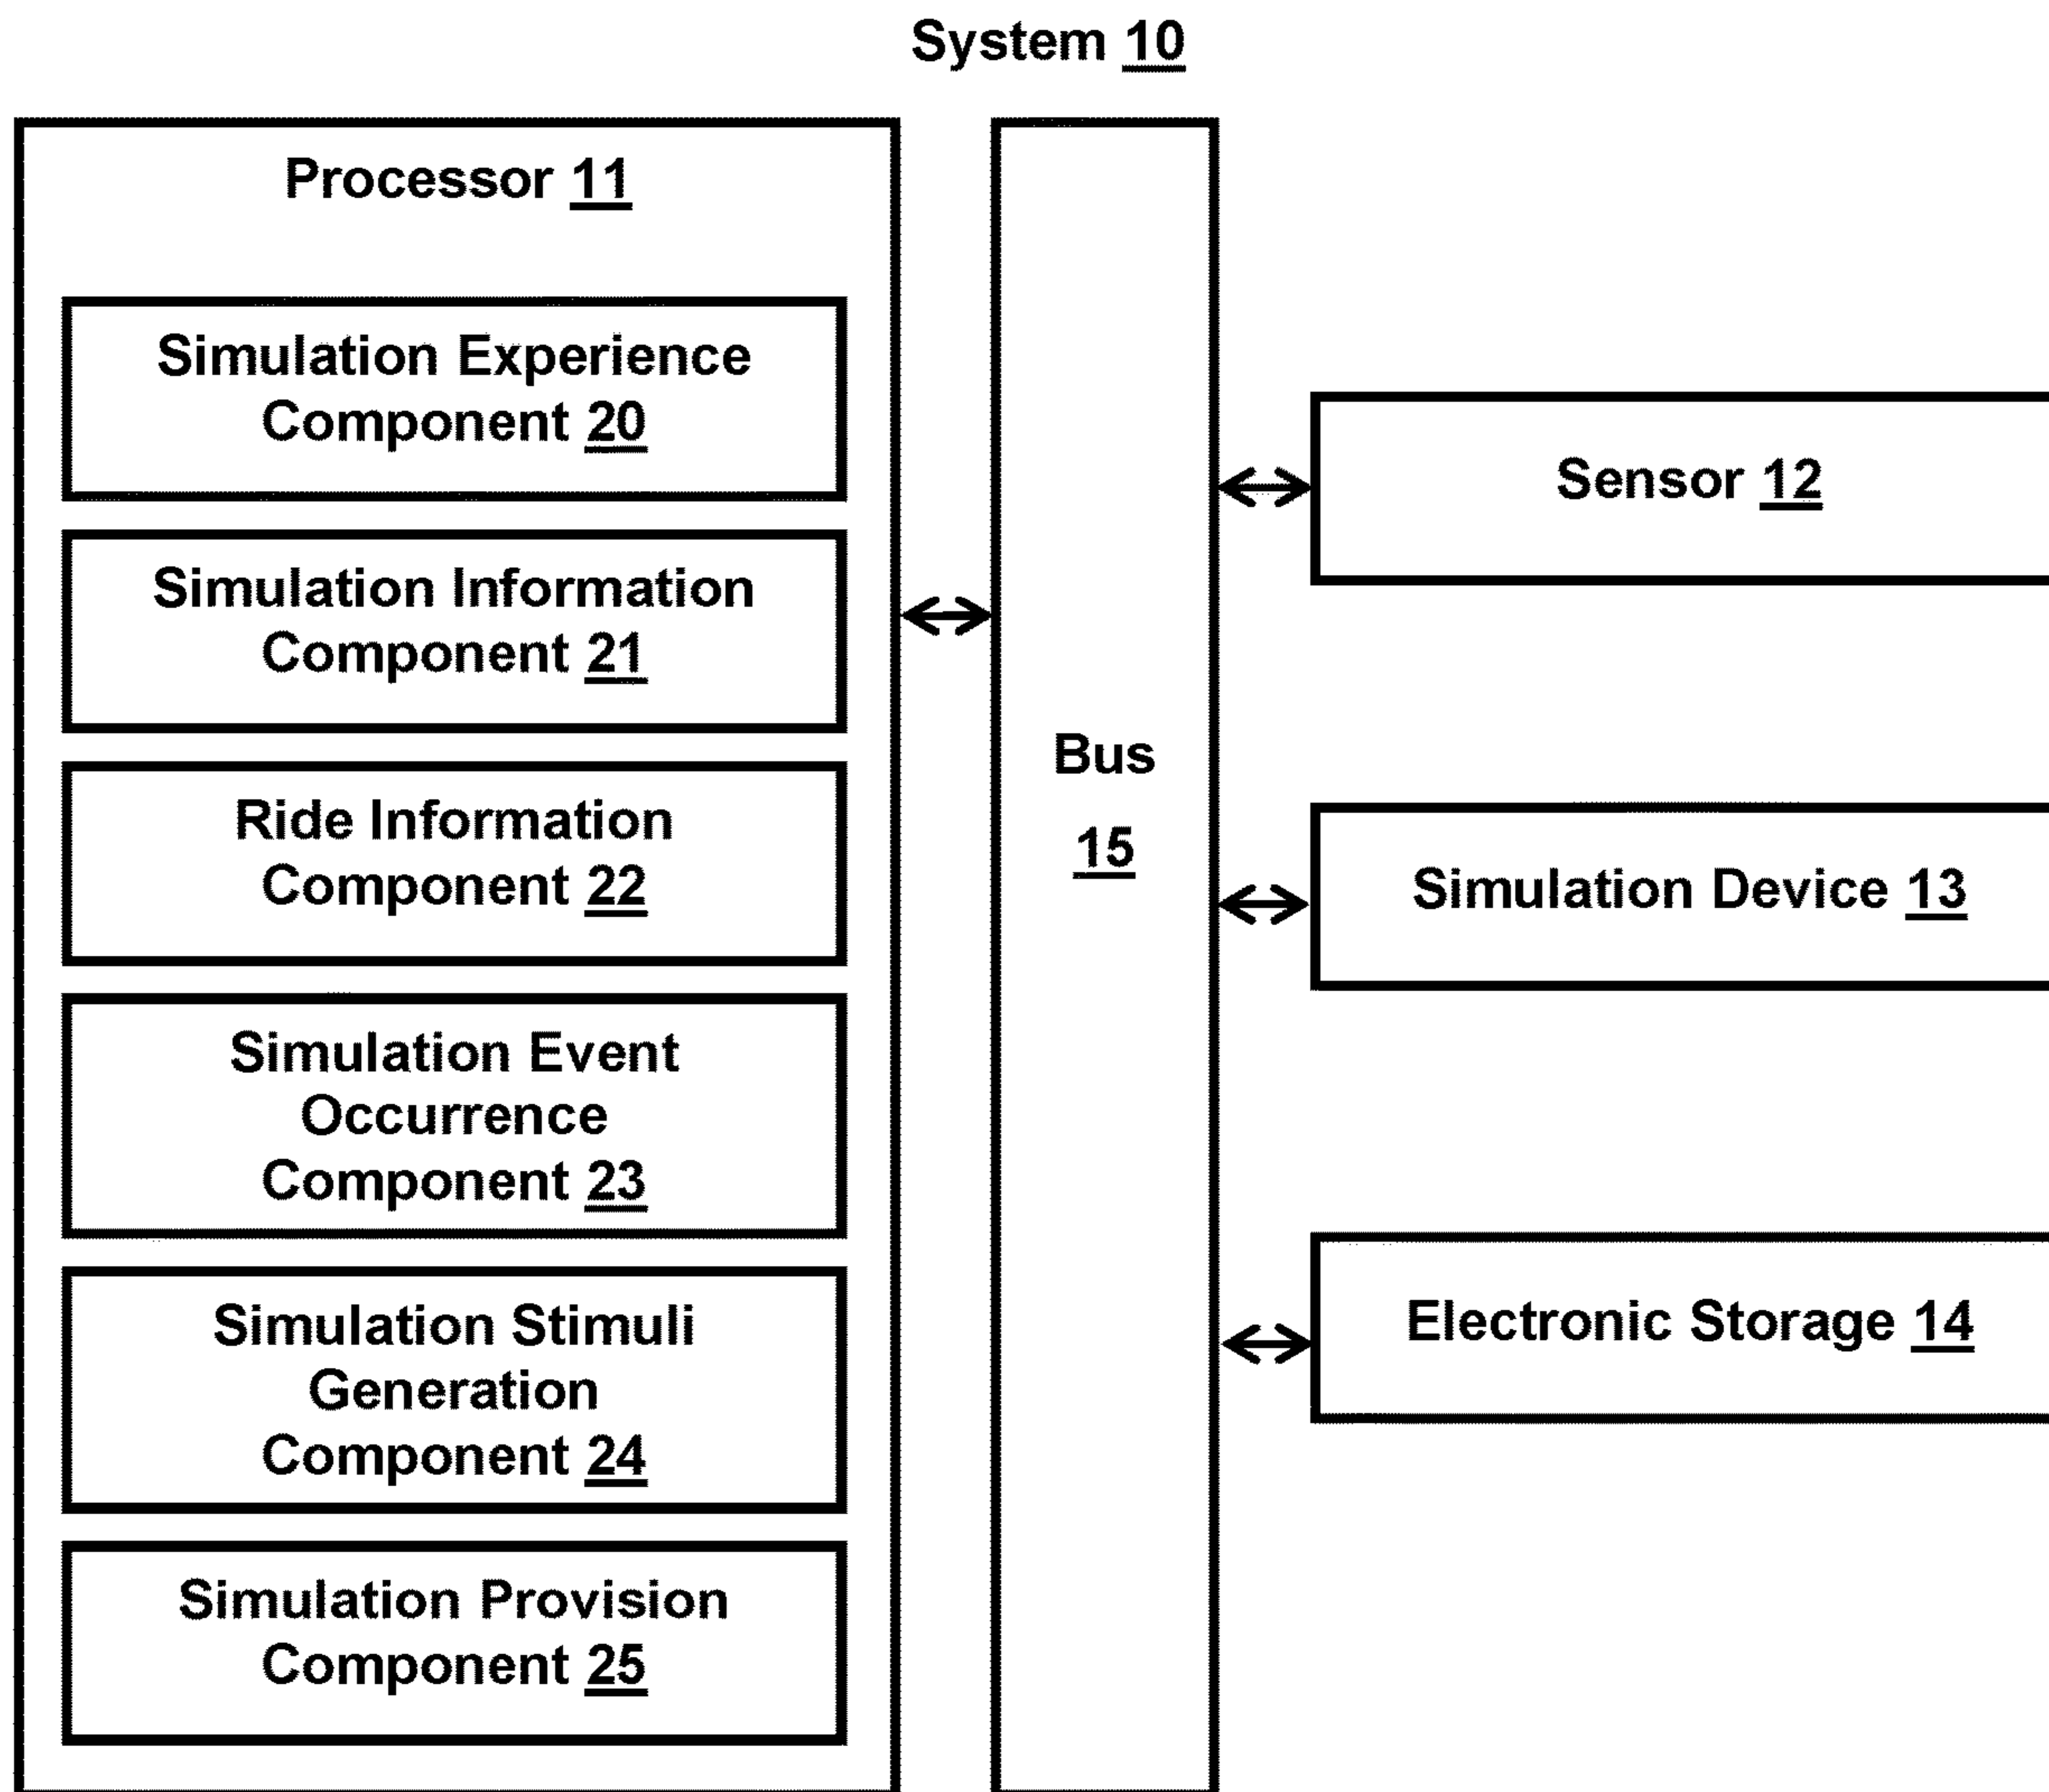 System 10
Processor 11
Simulation Experience
Component 20
Simulation Information
Component 21
Ride Information
Component 22
Simulation Event
Occurrence
Component 23
Simulation Stimuli
Generation
Component 24
Simulation Provision
Component 25
Bus
15
Sensor 12
Simulation Device 13
Electronic Storage 14